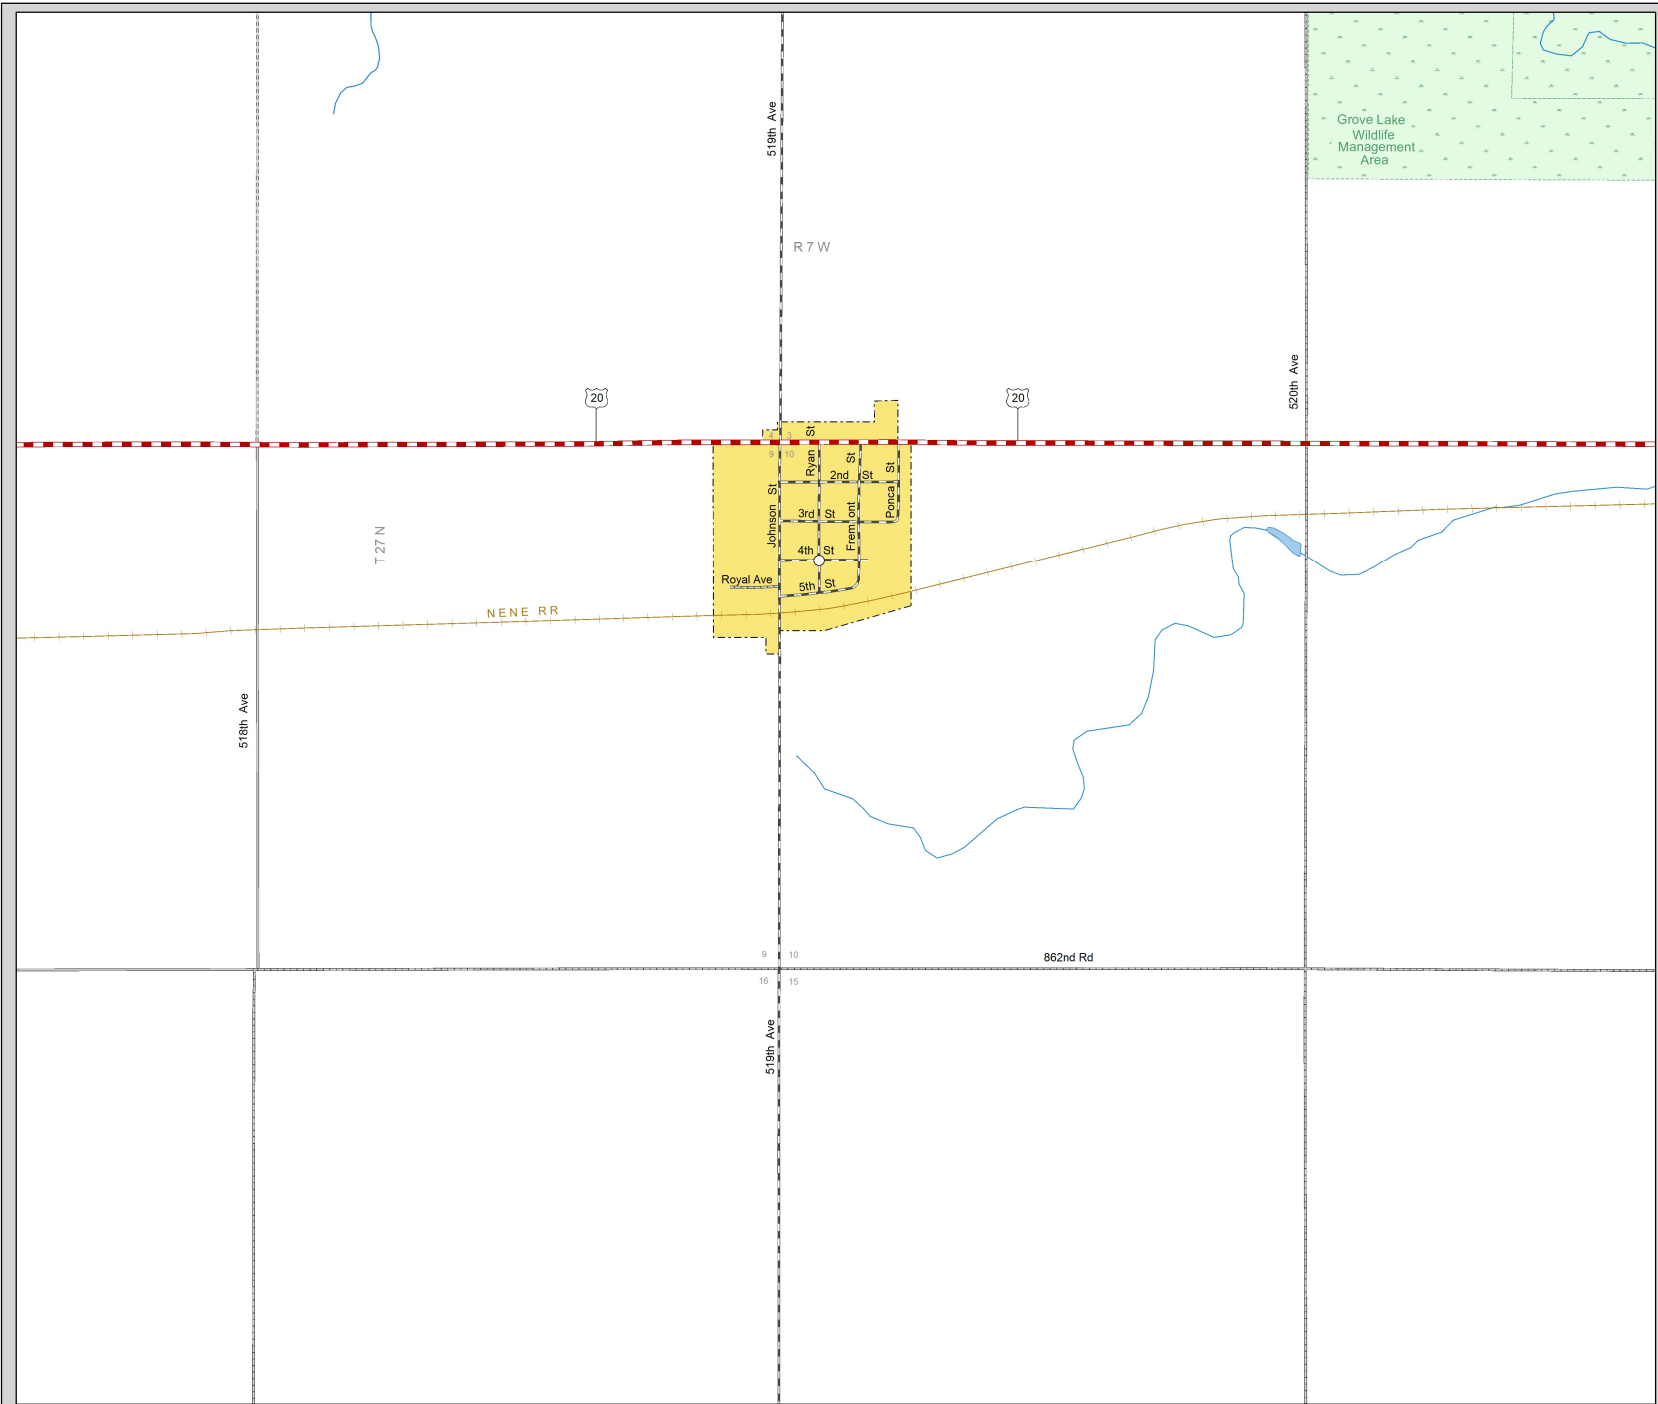 519th Ave
Grove Lake
Wildlife
Management
Area
R 7 W
520th Ave
20
20
4 3
9 10
Ryan St
Fremont St
Ponca St
2nd St
Johnson St
3rd St
4th St
Royal Ave
5th St
T 27 N
NENE RR
518th Ave
9 10
862nd Rd
16 15
519th Ave